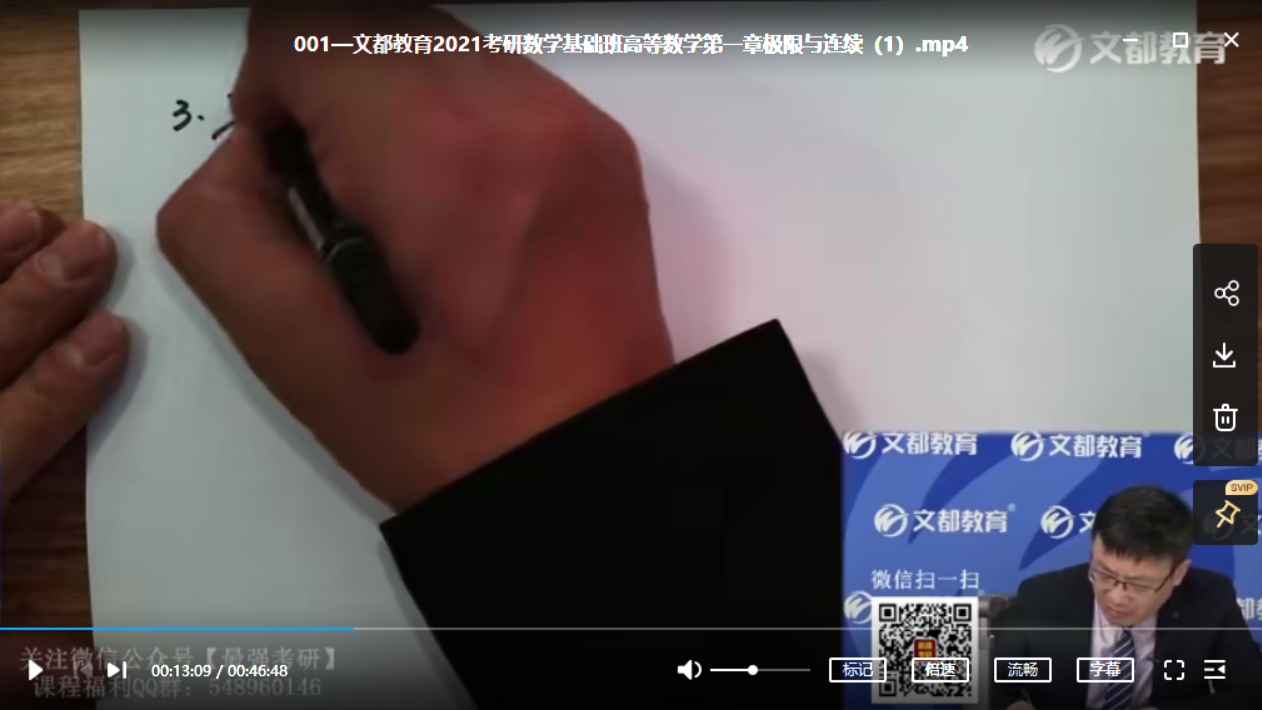 001—文都教育2021考研数学基础班高等数学第一章极限与连续（1）.mp4
文都教育
3.
文都教育 文都教育
SVIP
文都教育
微信扫一扫
关注微信公众号【最强考研】
00:13:09 / 00:46:48
标记 倍速 流畅 字幕
课程福利QQ群：548960146